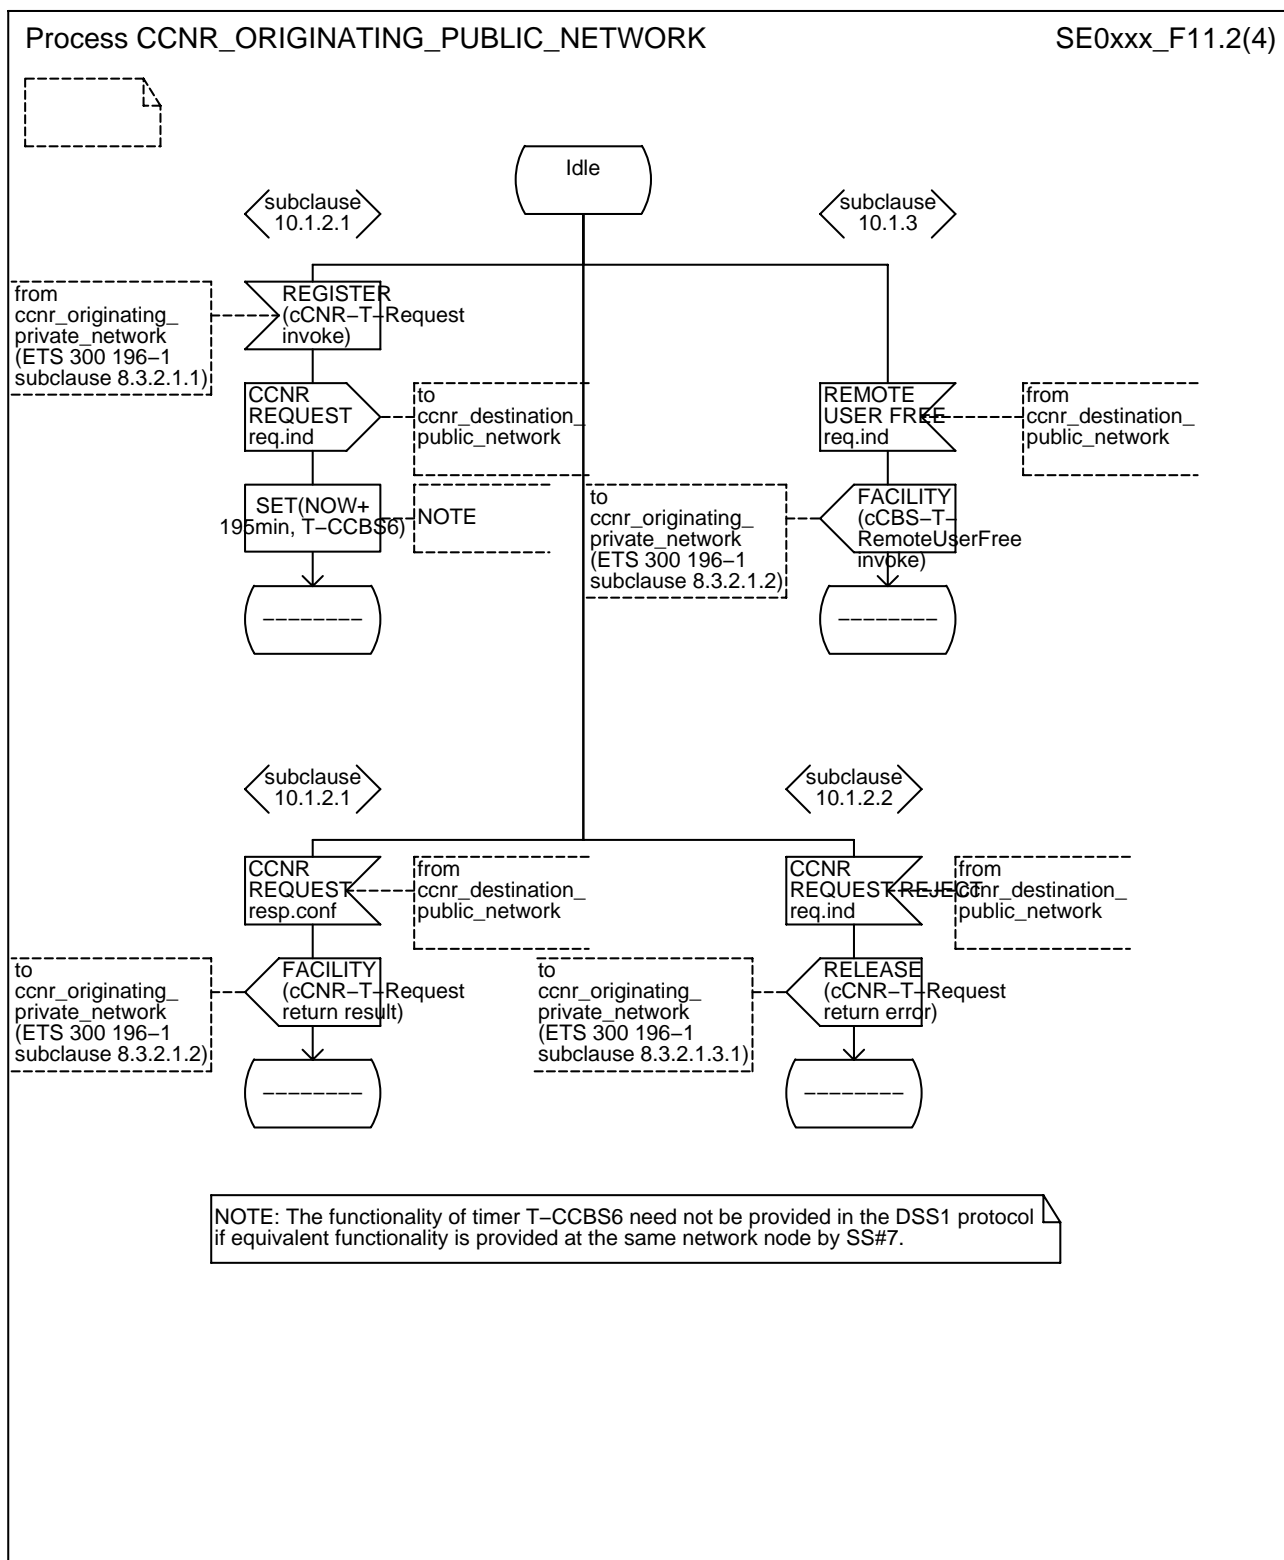 Process CCNR_ORIGINATING_PUBLIC_NETWORK
SE0xxx_F11.2(4)
Idle
subclause
10.1.2.1
subclause
10.1.3
from
ccnr_originating_
private_network
(ETS 300 196−1
subclause 8.3.2.1.1)
REGISTER
(cCNR−T−Request
invoke)
CCNR
REQUEST
req.ind
to
ccnr_destination_
public_network
REMOTE
USER FREE
req.ind
from
ccnr_destination_
public_network
SET(NOW+
195min, T−CCBS6)
NOTE
to
ccnr_originating_
private_network
(ETS 300 196−1
subclause 8.3.2.1.2)
FACILITY
(cCBS−T−
RemoteUserFree
invoke)
−−−−−−−−
−−−−−−−−
subclause
10.1.2.1
subclause
10.1.2.2
CCNR
REQUEST
resp.conf
from
ccnr_destination_
public_network
CCNR
REQUEST REJECT
req.ind
from
ccnr_destination_
public_network
to
ccnr_originating_
private_network
(ETS 300 196−1
subclause 8.3.2.1.2)
FACILITY
(cCNR−T−Request
return result)
to
ccnr_originating_
private_network
(ETS 300 196−1
subclause 8.3.2.1.3.1)
RELEASE
(cCNR−T−Request
return error)
−−−−−−−−
−−−−−−−−
NOTE: The functionality of timer T−CCBS6 need not be provided in the DSS1 protocol
if equivalent functionality is provided at the same network node by SS#7.